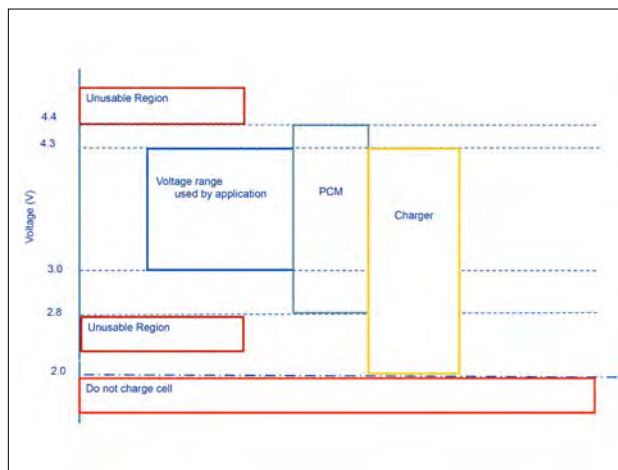 Unusable Region
4.4
4.3
Voltage range
used by application
PCM
Charger
Voltage (V)
3.0
2.8
Unusable Region
2.0
Do not charge cell